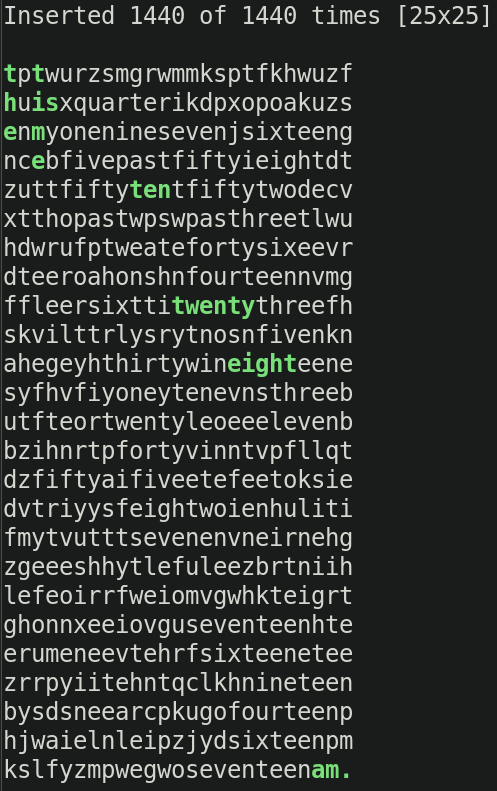 Inserted 1440 of 1440 times [25x25]
tptwurzsmgrwmmksptfkhwuzf
huisxquarterikdpxopoakuzs
enmyoneninesevenjsixteeng
ncebfivepastfiftyieightdt
zuttfiftytentfiftytwodecv
xtthopastwpswpasthreetlwu
hdwrufptweatefortysixeevr
dteeroahonshnfourteennvmg
ffleersixttitwentythreefh
skvilttrlysrytnosnfivenkn
ahegeyhthirtywineighteene
syfhvfiyoneytenevnsthreeb
utfteortwentyleoeeelevenb
bzihnrtpfortyvinntvpfllqt
dzfiftyaifiveetefeetoksie
dvtriyysfeightwoienhuliti
fmytvutttsevenenvneirnehg
zgeeeshhytlefuleezbrtniih
lefeoirrfweiomvgwhkteigrt
ghonnxeeiovguseventeenhte
erumeneevtehrfsixteenetee
zrrpyiitehntqclkhnineteen
bysdsneearcpkugofourteenp
hjwaielnleipzjydsixteenpm
kslfyzmpwegwoseventeenam.